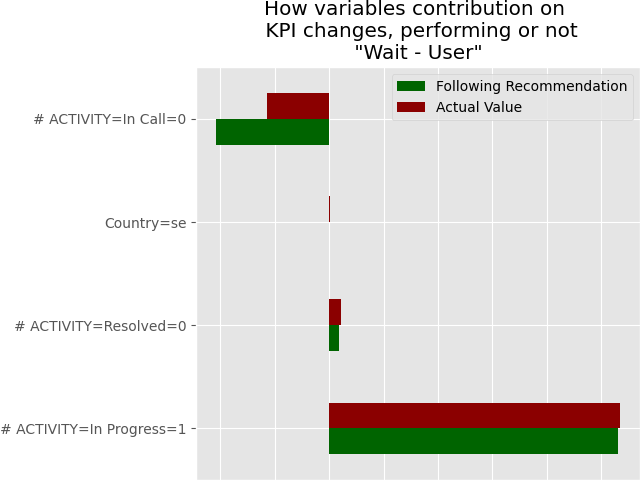 How variables contribution on
KPI changes, performing or not
"Wait - User"
Following Recommendation
Actual Value
# ACTIVITY=In Call=0
Country=se
# ACTIVITY=Resolved=0
# ACTIVITY=In Progress=1